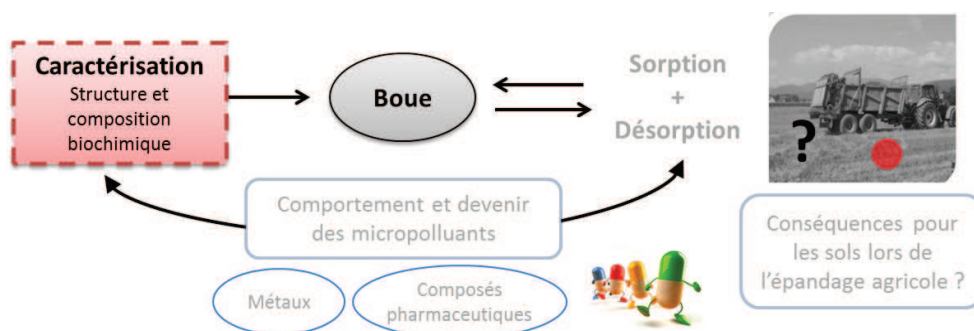 Caractérisation
Structure et
composition
biochimique
Boue
Sorption
+
Désorption
?
Comportement et devenir
des micropolluants
Métaux
Composés
pharmaceutiques
Conséquences pour
les sols lors de
l'épandage agricole ?